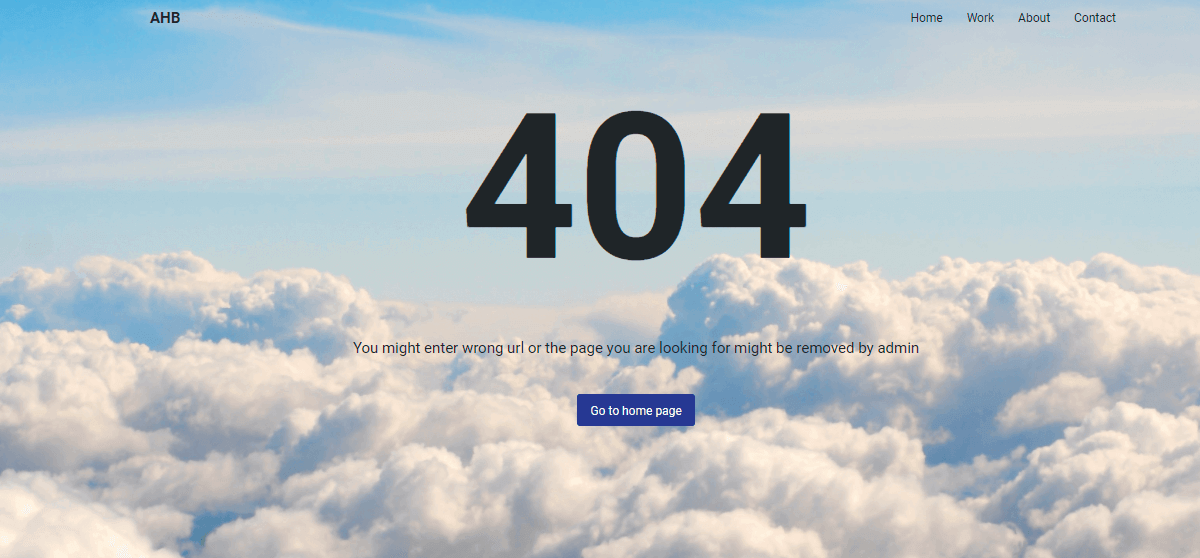 AHB
Home Work About Contact
404
You might enter wrong url or the page you are looking for might be removed by admin
Go to home page